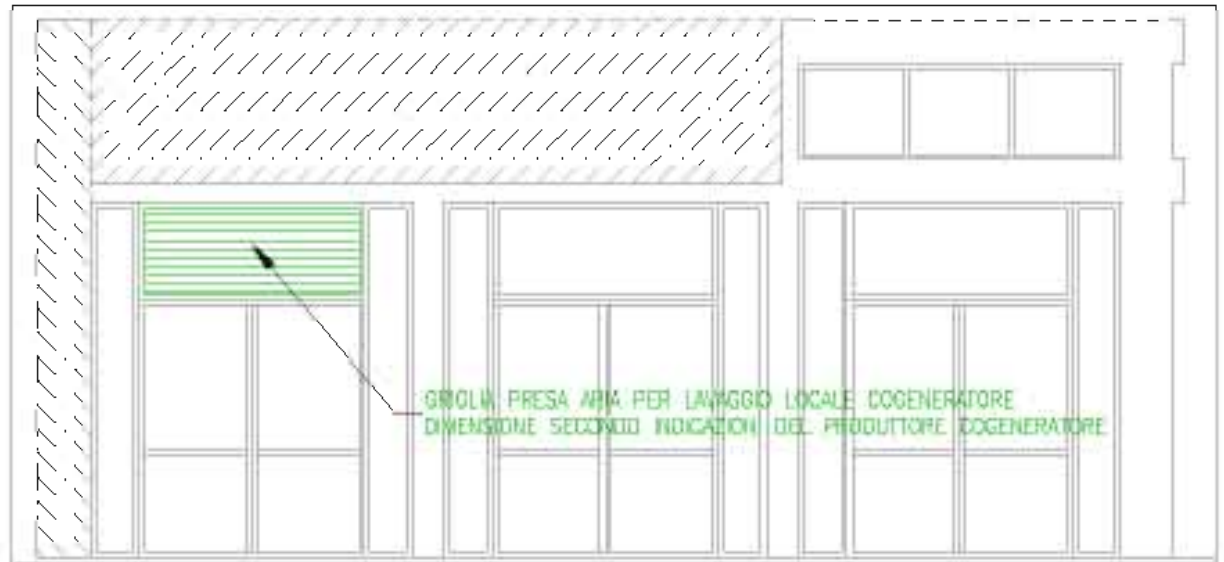 GRIGLIA PRESA ARIA PER LAVAGGIO LOCALE COGENERATORE
DIMENSIONE SECONDO INDICAZIONI DEL PRODUTTORE COGENERATORE